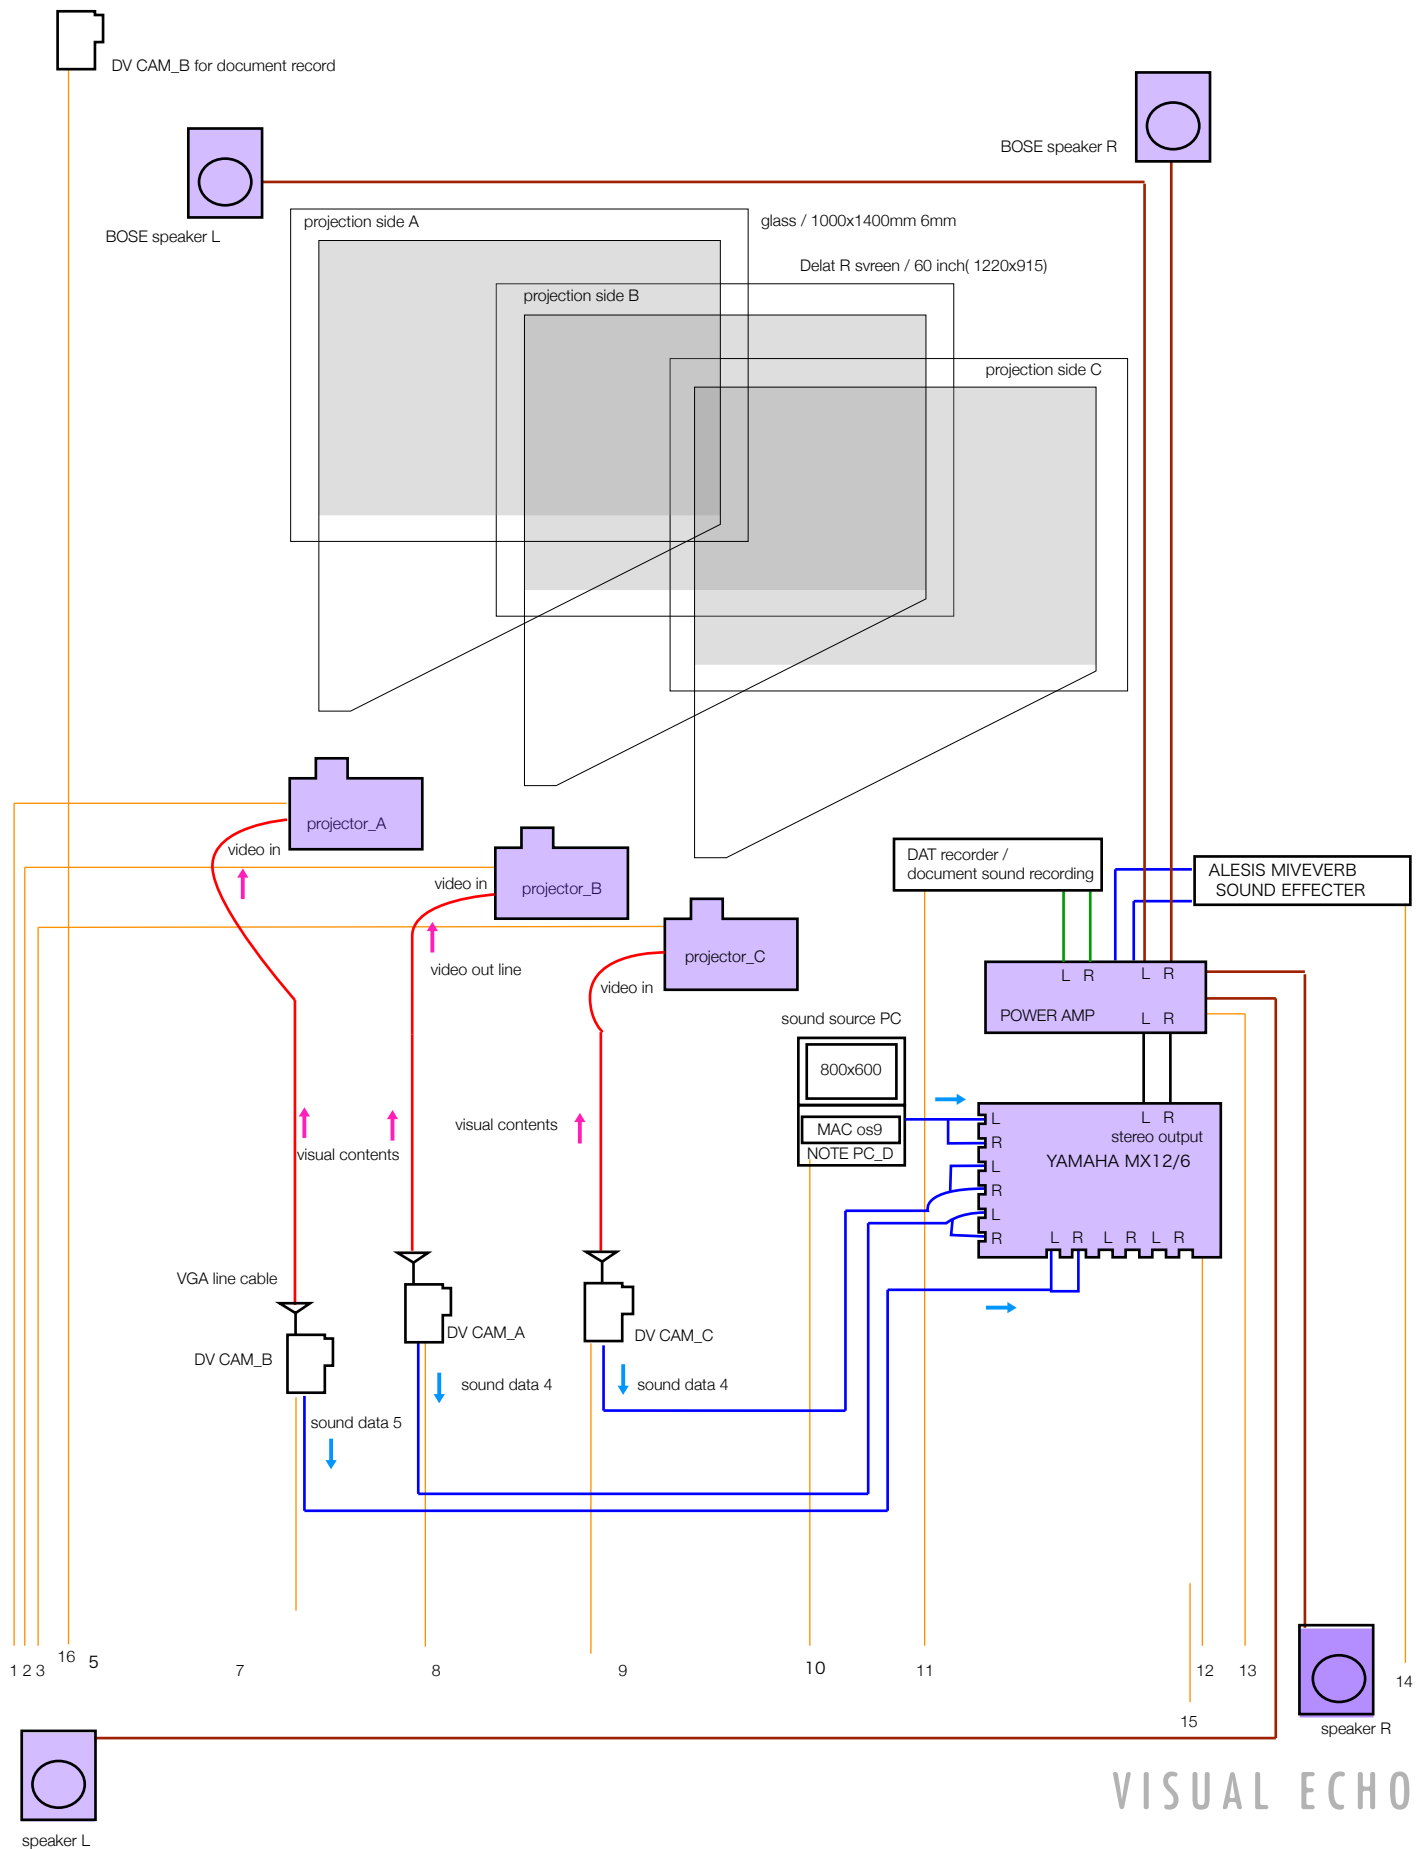 DV CAM_B for document record
BOSE speaker R
BOSE speaker L
projection side A
glass / 1000x1400mm 6mm
Delat R svreen / 60 inch( 1220x915)
projection side B
projection side C
projector_A
video in
video in
projector_B
video out line
projector_C
video in
DAT recorder /
document sound recording
ALESIS MIVEVERB
SOUND EFFECTER
L R L R
POWER AMP L R
sound source PC
800x600
MAC os9
NOTE PC_D
L
R
L
R
L
R
L R
stereo output
YAMAHA MX12/6
L R L R L R
visual contents
visual contents
VGA line cable
DV CAM_B
DV CAM_A
DV CAM_C
sound data 4
sound data 4
sound data 5
1 2 3 16 5 7 8 9 10 11 12 13 14
15
speaker R
speaker L
VISUAL ECHO